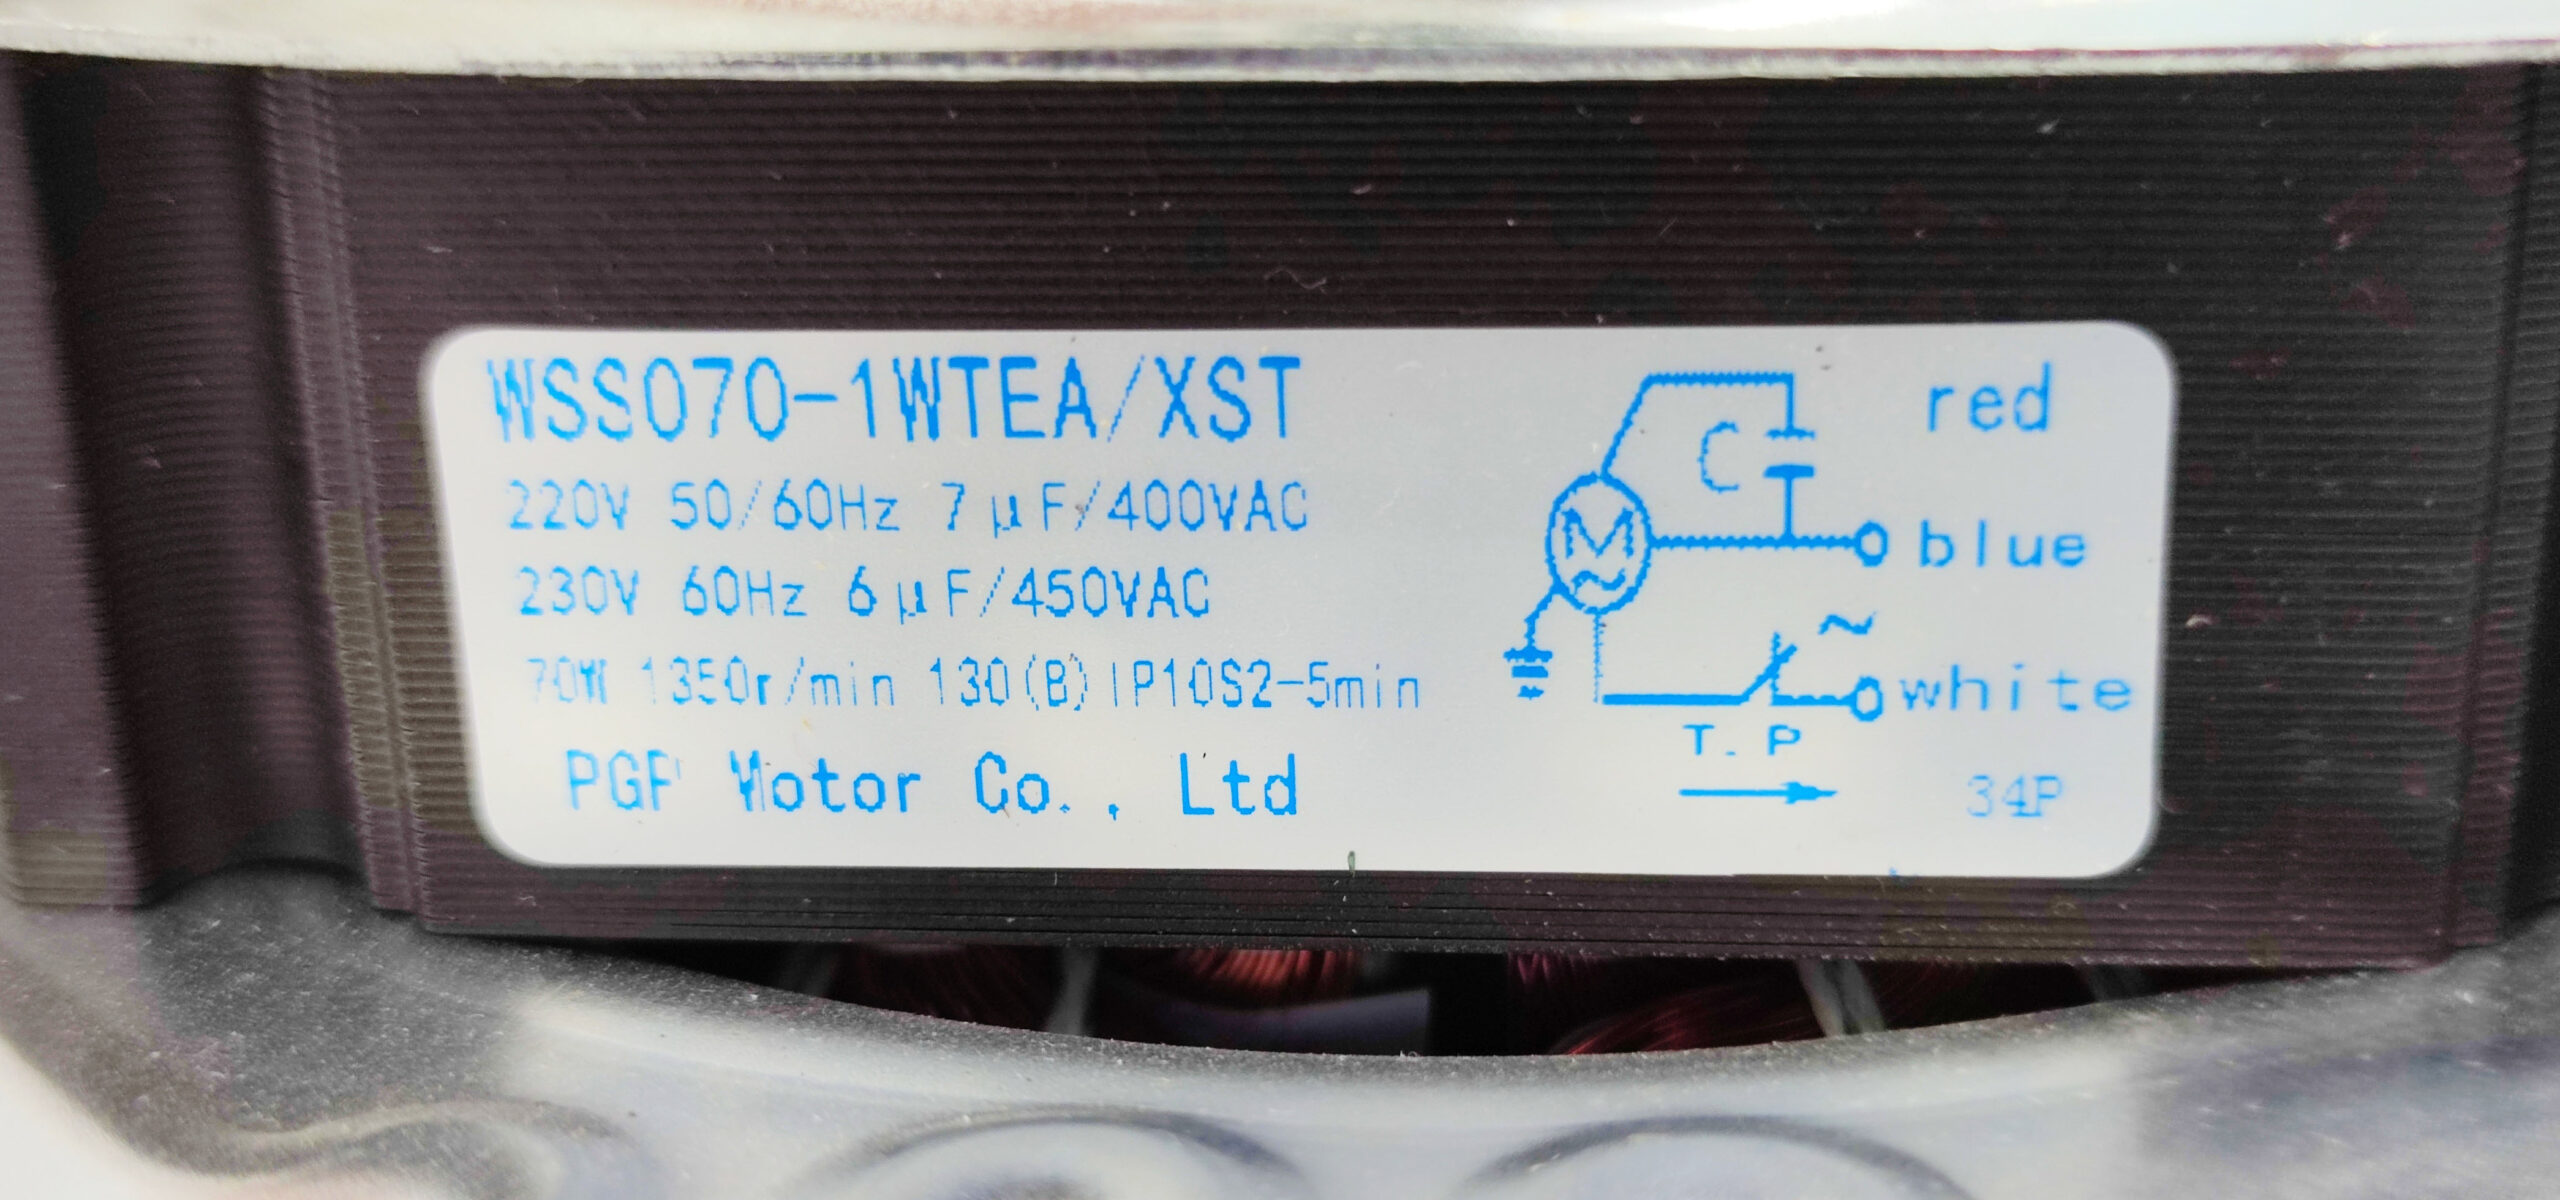 WSS070-1WTEA/XST
220V 50/60Hz 7μF/400VAC
230V 60Hz 6μF/450VAC
70W 1350r/min 130(B) IP10S2-5min
Motor Co., Ltd
red
C
blue
M
~
~
white
T.P
34P